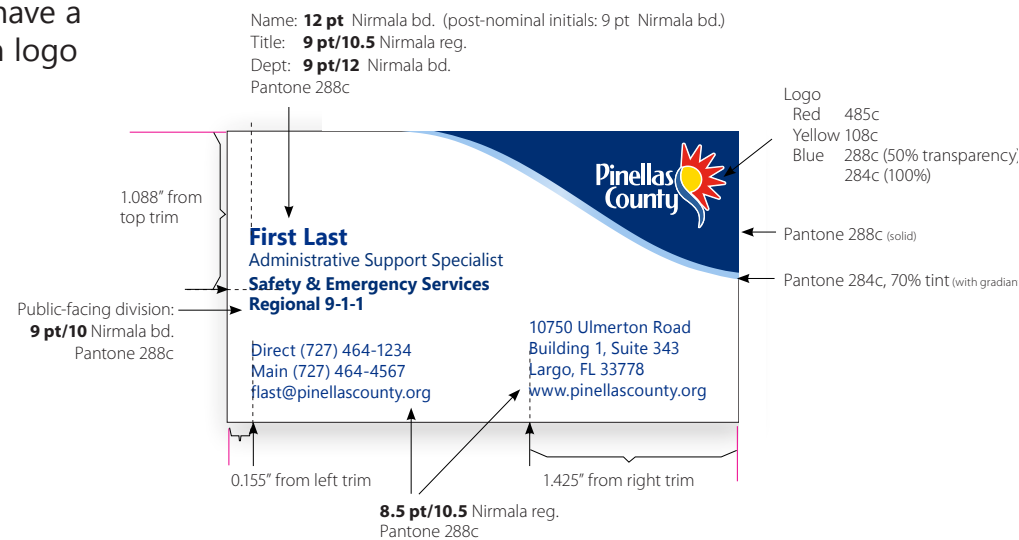 have a
logo
Name: 12 pt Nirmala bd. (post-nominal initials: 9 pt Nirmala bd.)
Title: 9 pt/10.5 Nirmala reg.
Dept: 9 pt/12 Nirmala bd.
Pantone 288c
Logo
Red 485c
Yellow 108c
Blue 288c (50% transparency)
284c (100%)
1.088" from
top trim
Pinellas
County
Pantone 288c (solid)
Pantone 284c, 70% tint (with gradian
First Last
Administrative Support Specialist
Safety & Emergency Services
Regional 9-1-1
Public-facing division:
9 pt/10 Nirmala bd.
Pantone 288c
Direct (727) 464-1234
Main (727) 464-4567
flast@pinellascounty.org
10750 Ulmerton Road
Building 1, Suite 343
Largo, FL 33778
www.pinellascounty.org
0.155" from left trim
1.425" from right trim
8.5 pt/10.5 Nirmala reg.
Pantone 288c